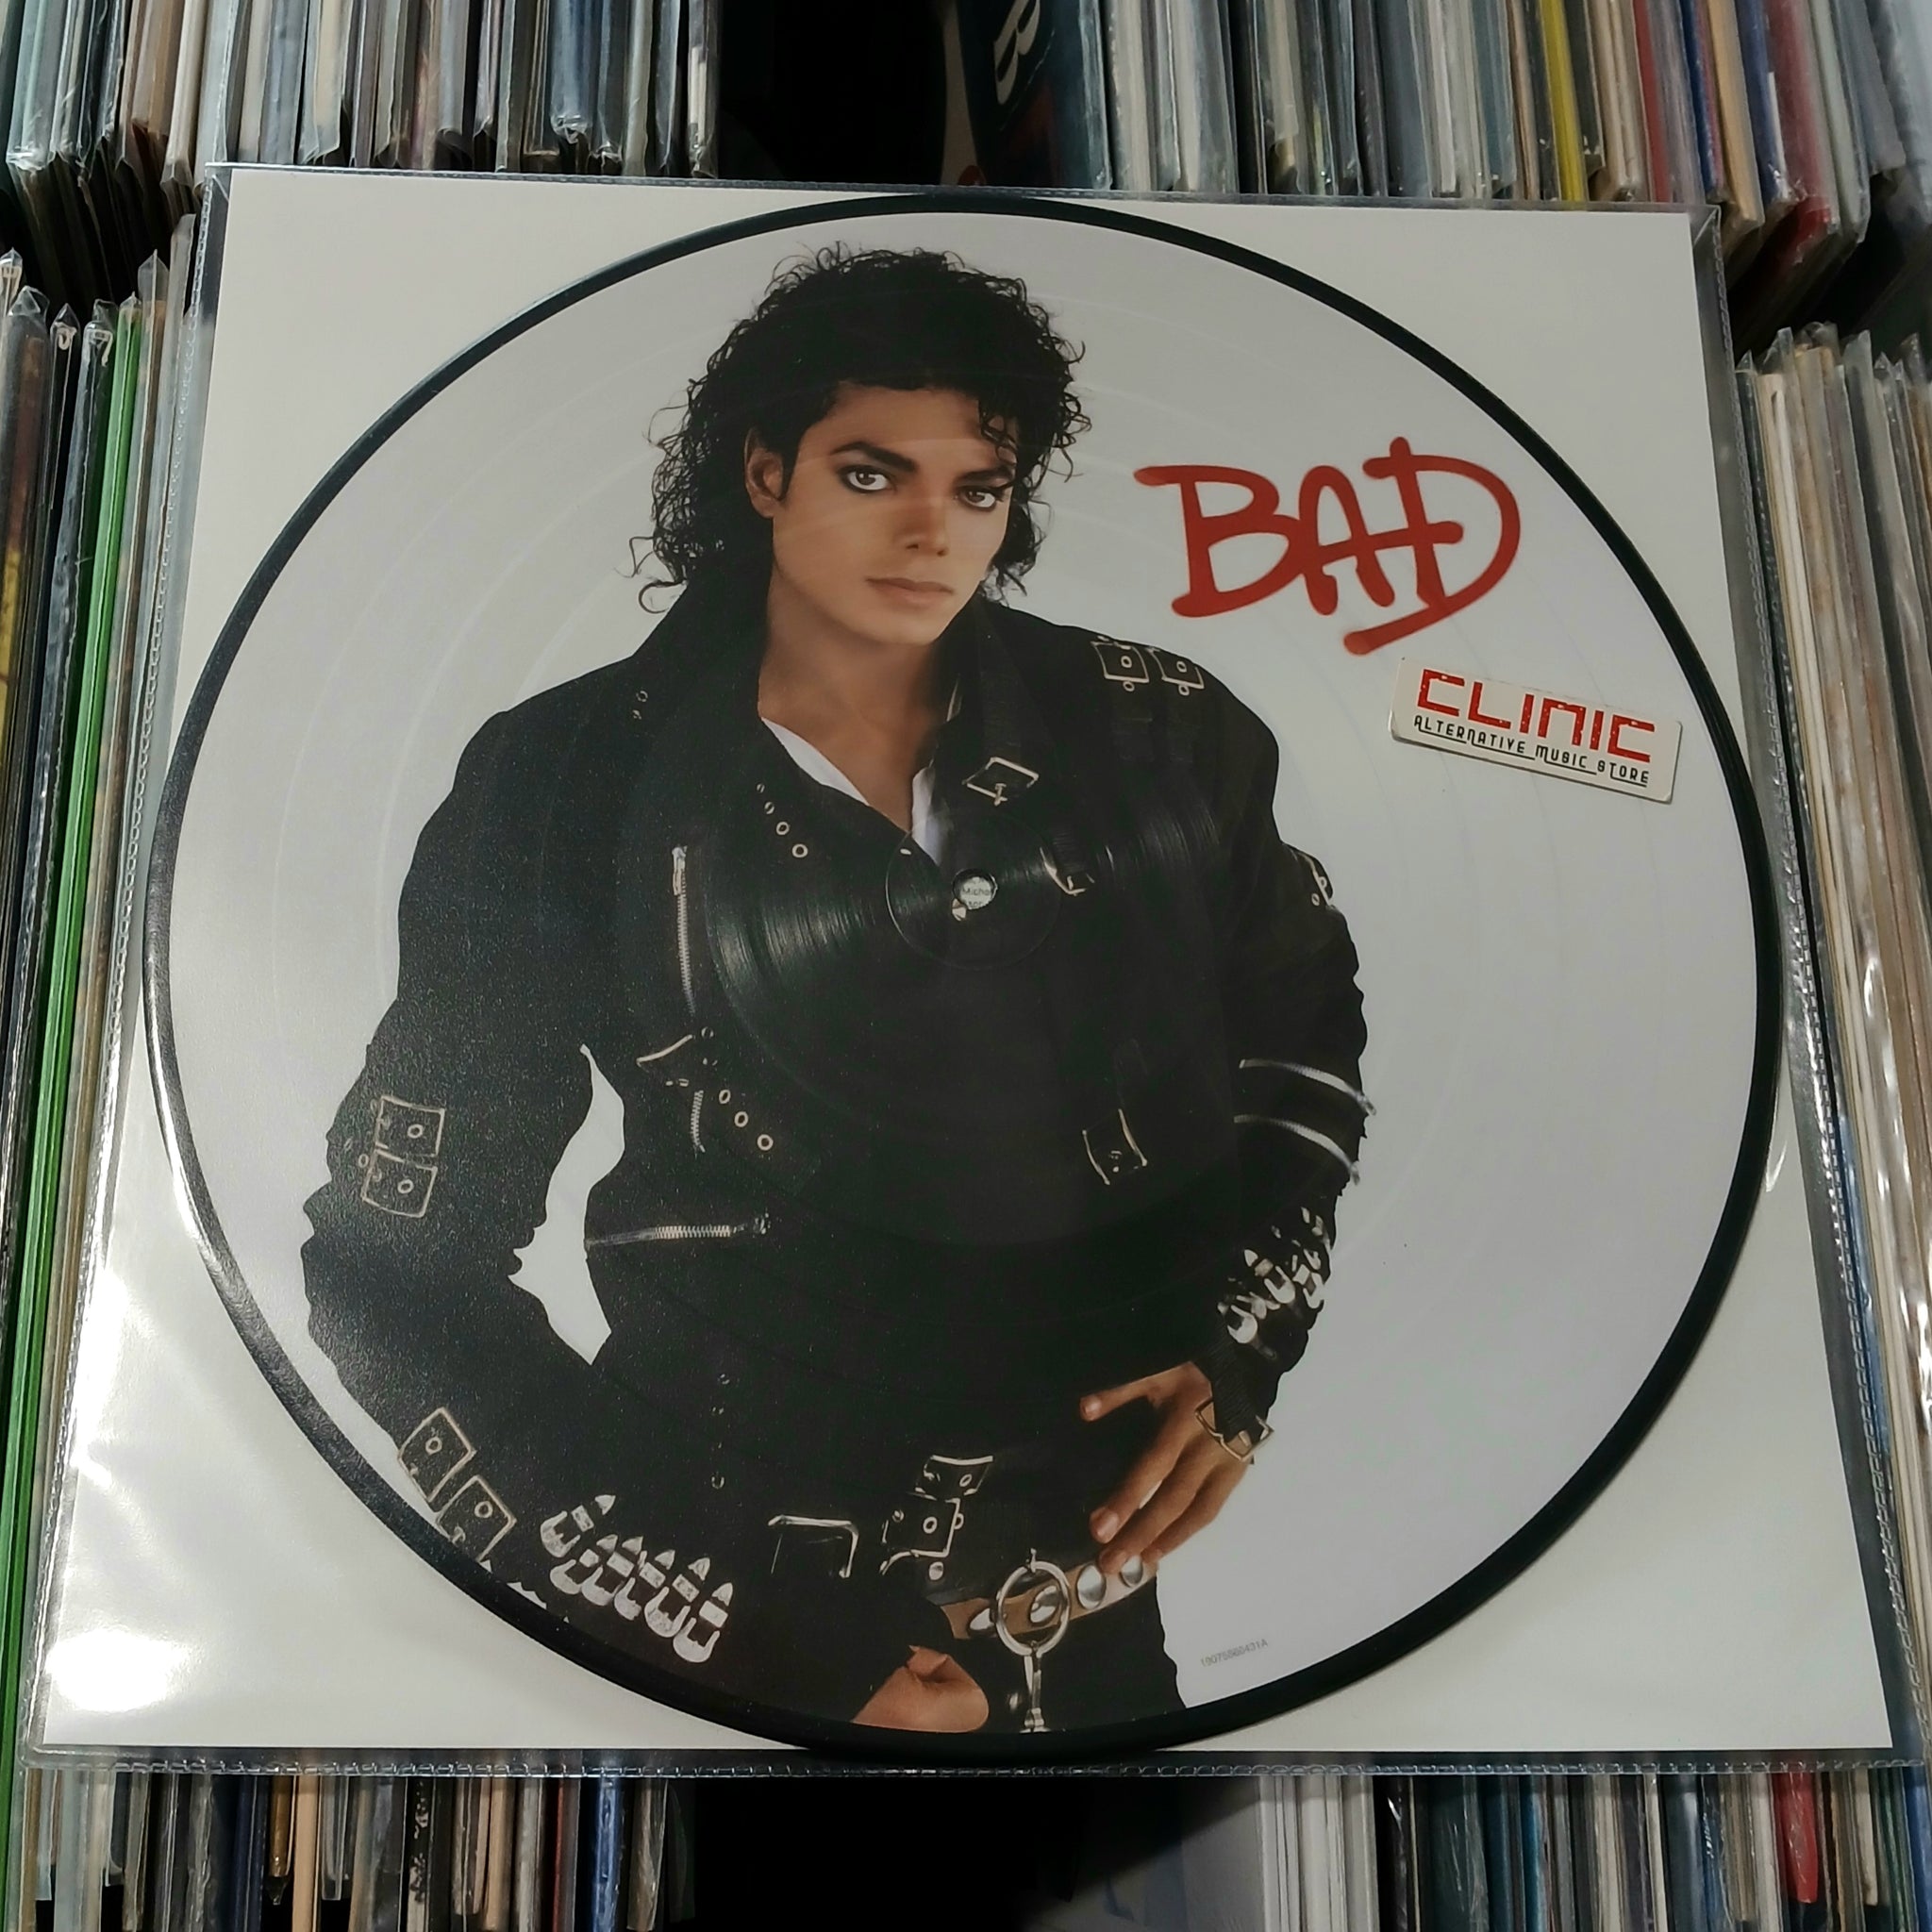 B
BAD
CLINIC
ALTERNATIVE MUSIC STORE